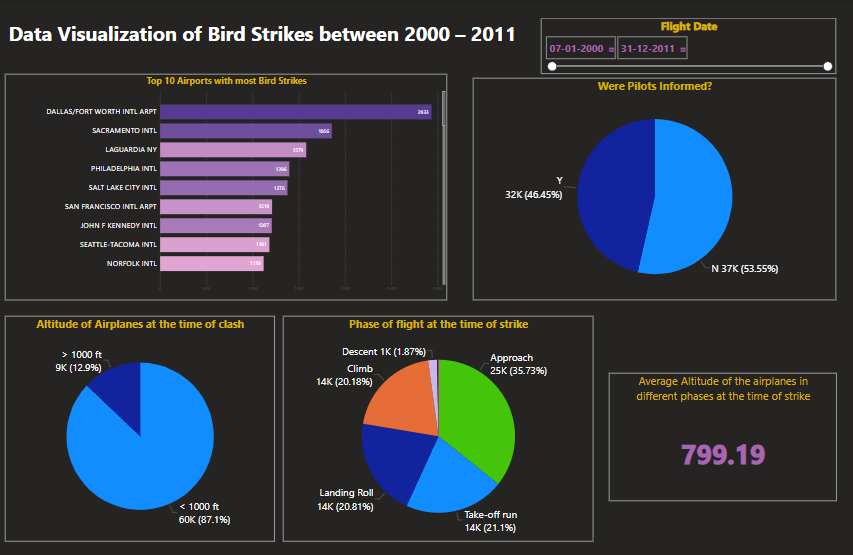 Data Visualization of Bird Strikes between 2000 – 2011
Flight Date
07-01-2000
31-12-2011
Top 10 Airports with most Bird Strikes
DALLAS/FORT WORTH INTL ARPT
2933
SACRAMENTO INTL
1856
LAGUARDIA NY
1579
PHILADELPHIA INTL
SALT LAKE CITY INTL
1376
SAN FRANCISCO INTL ARPT
1210
JOHN F KENNEDY INTL
1207
SEATTLE-TACOMA INTL
NORFOLK INTL
Were Pilots Informed?
Y
32K (46.45%)
N 37K (53.55%)
Altitude of Airplanes at the time of clash
> 1000 ft
9K (12.9%)
< 1000 ft
60K (87.1%)
Phase of flight at the time of strike
Descent 1K (1.87%)
Approach
25K (35.73%)
Climb
14K (20.18%)
Landing Roll
14K (20.81%)
Take-off run
14K (21.1%)
Average Altitude of the airplanes in
different phases at the time of strike
799.19